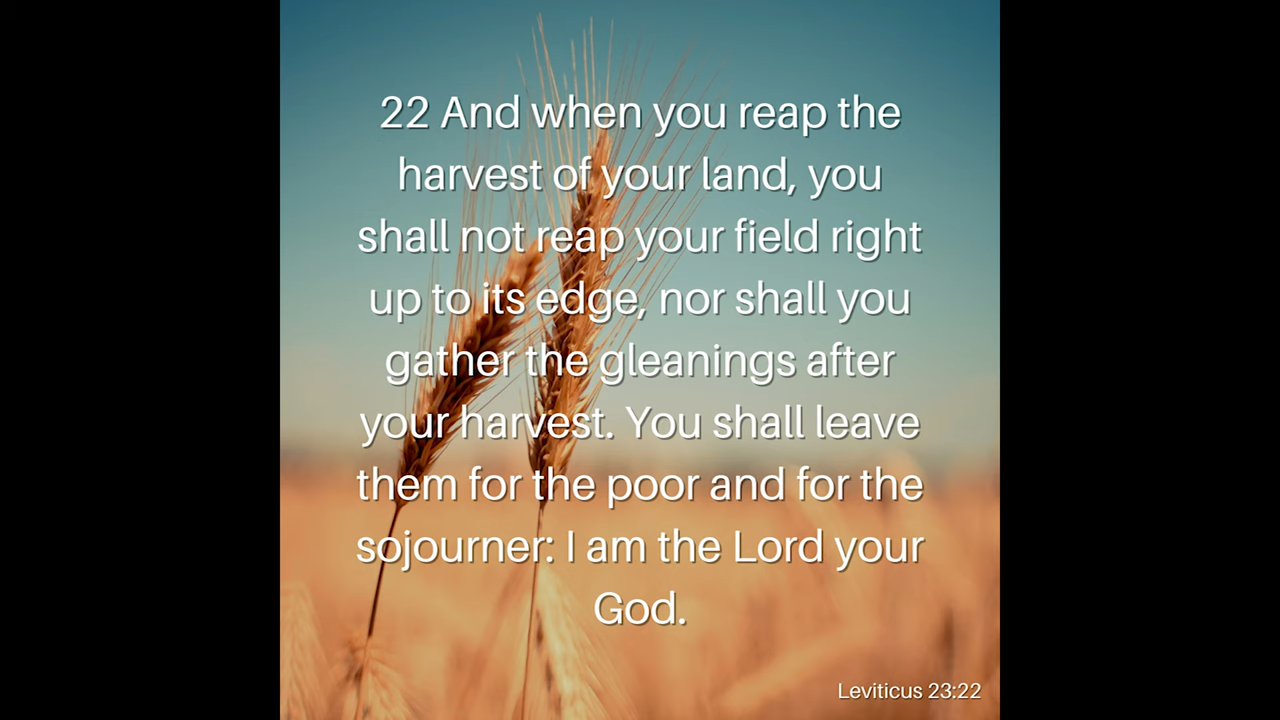 22 And when you reap the
harvest of your land, you
shall not reap your field right
up to its edge, nor shall you
gather the gleanings after
your harvest. You shall leave
them for the poor and for the
sojourner: I am the Lord your
God.
Leviticus 23:22